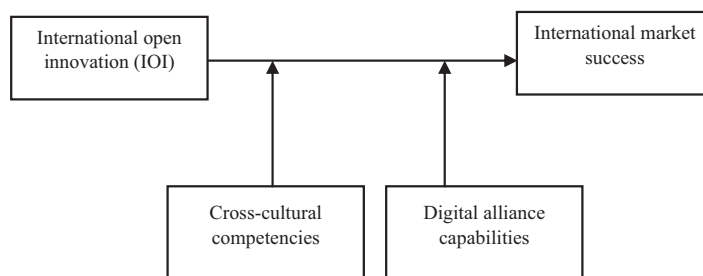 International open
innovation (IOI)
International market
success
Cross-cultural
competencies
Digital alliance
capabilities